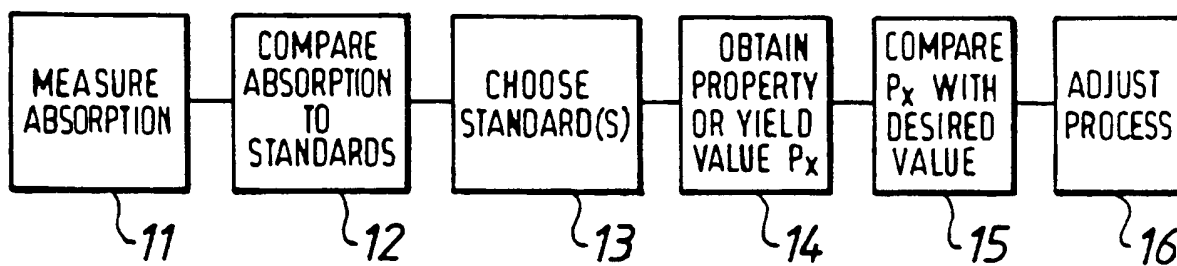 MEASURE
ABSORPTION
COMPARE
ABSORPTION
TO
STANDARDS
CHOOSE
STANDARD(S)
OBTAIN
PROPERTY
OR YIELD
VALUE Px
COMPARE
Px WITH
DESIRED
VALUE
ADJUST
PROCESS
11
12
13
14
15
16